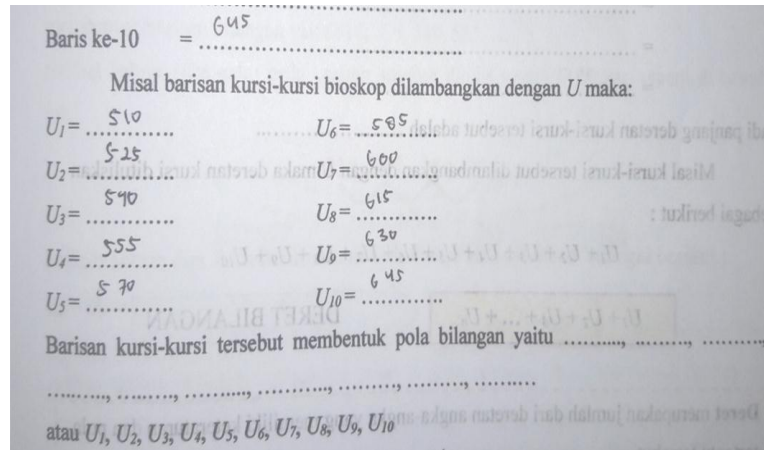 Baris ke-10 = 645
Misal barisan kursi-kursi bioskop dilambangkan dengan U maka:
U1= 510 U6= 585
U2= 525 U7= 600
U3= 540 U8= 615
U4= 555 U9= 630
U5= 570 U10= 645
Barisan kursi-kursi tersebut membentuk pola bilangan yaitu .........., .........., ..........
.........., .........., .........., .........., .........., .........., ..........
atau U1, U2, U3, U4, U5, U6, U7, U8, U9, U10